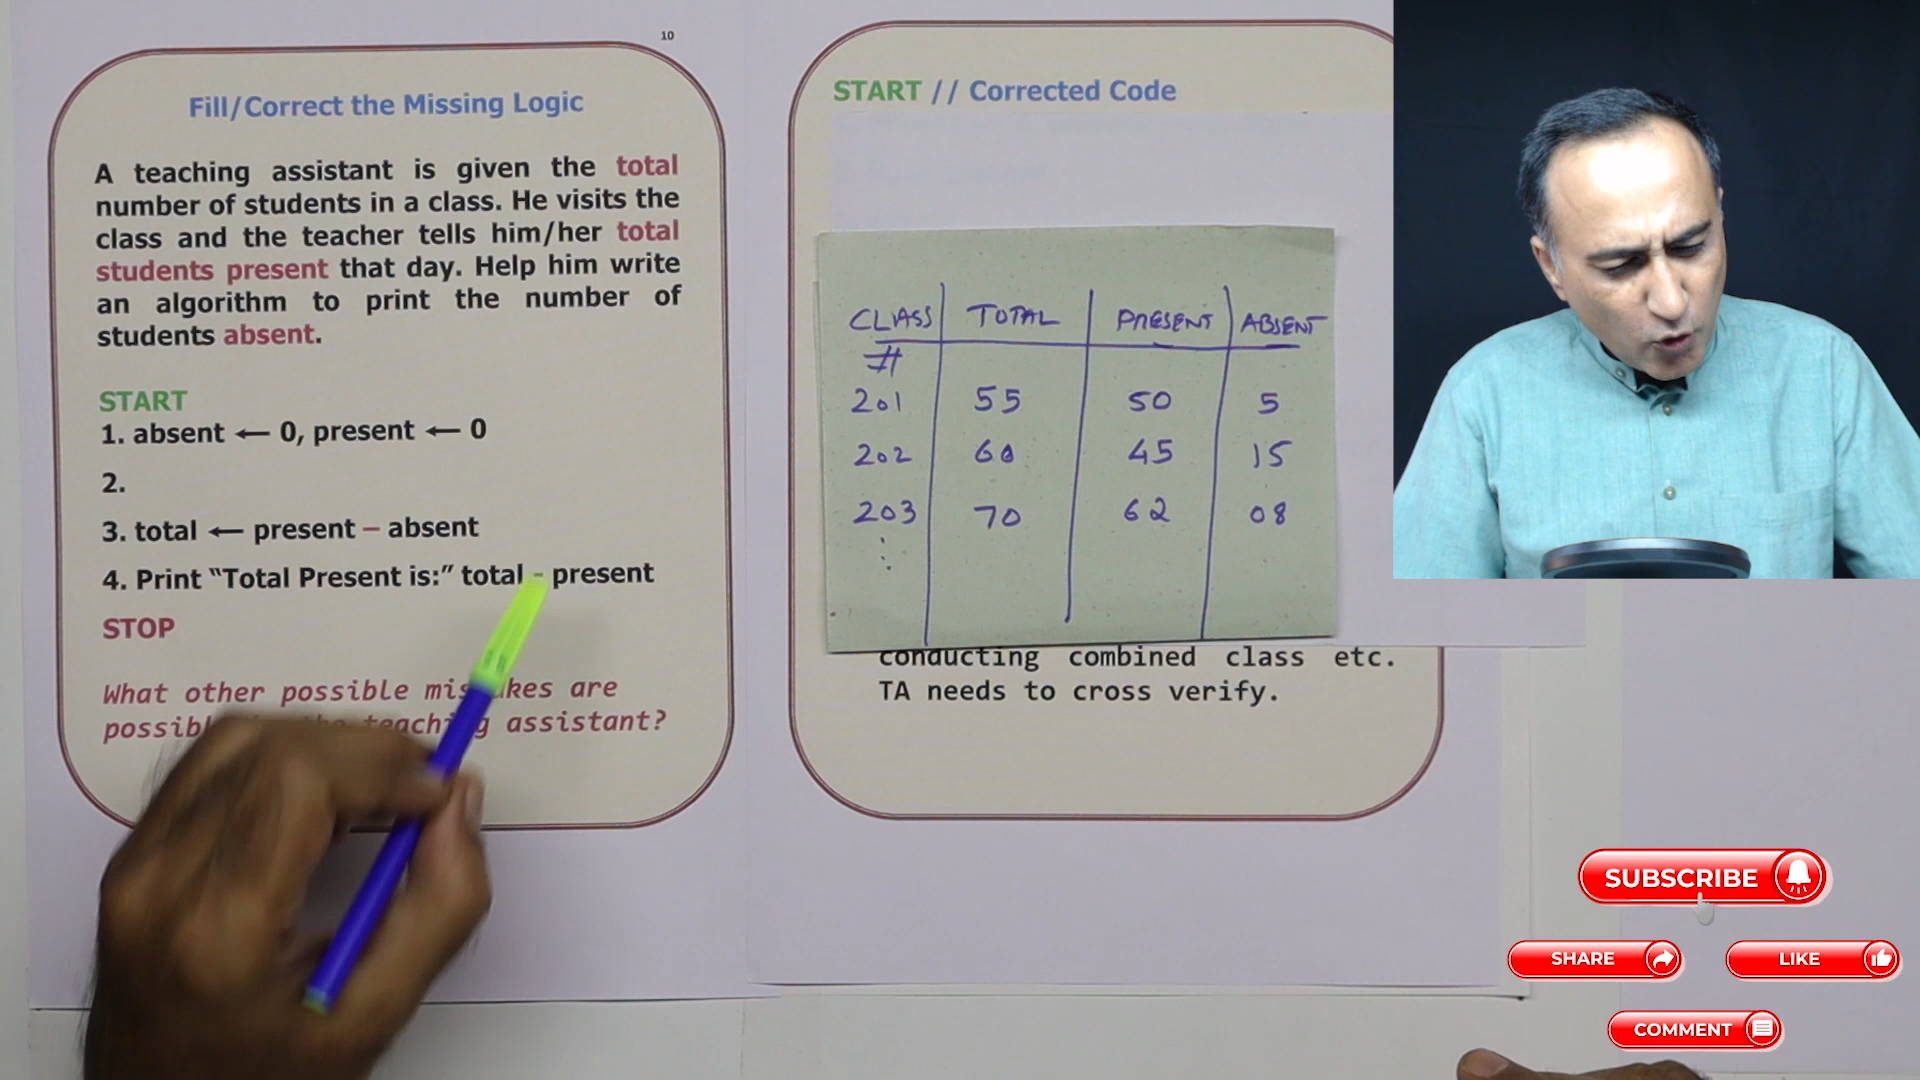 10
Fill/Correct the Missing Logic
A teaching assistant is given the total
number of students in a class. He visits the
class and the teacher tells him/her total
students present that day. Help him write
an algorithm to print the number of
students absent.
START
1. absent ← 0, present ← 0
2.
3. total ← present – absent
4. Print “Total Present is:” total - present
STOP
What other possible mistakes are
the teaching assistant?
START // Corrected Code
CLASS TOTAL PRESENT ABSENT
#
201 55 50 5
202 60 45 15
203 70 62 08
⋮
conducting combined class etc.
TA needs to cross verify.
SUBSCRIBE
SHARE
LIKE
COMMENT